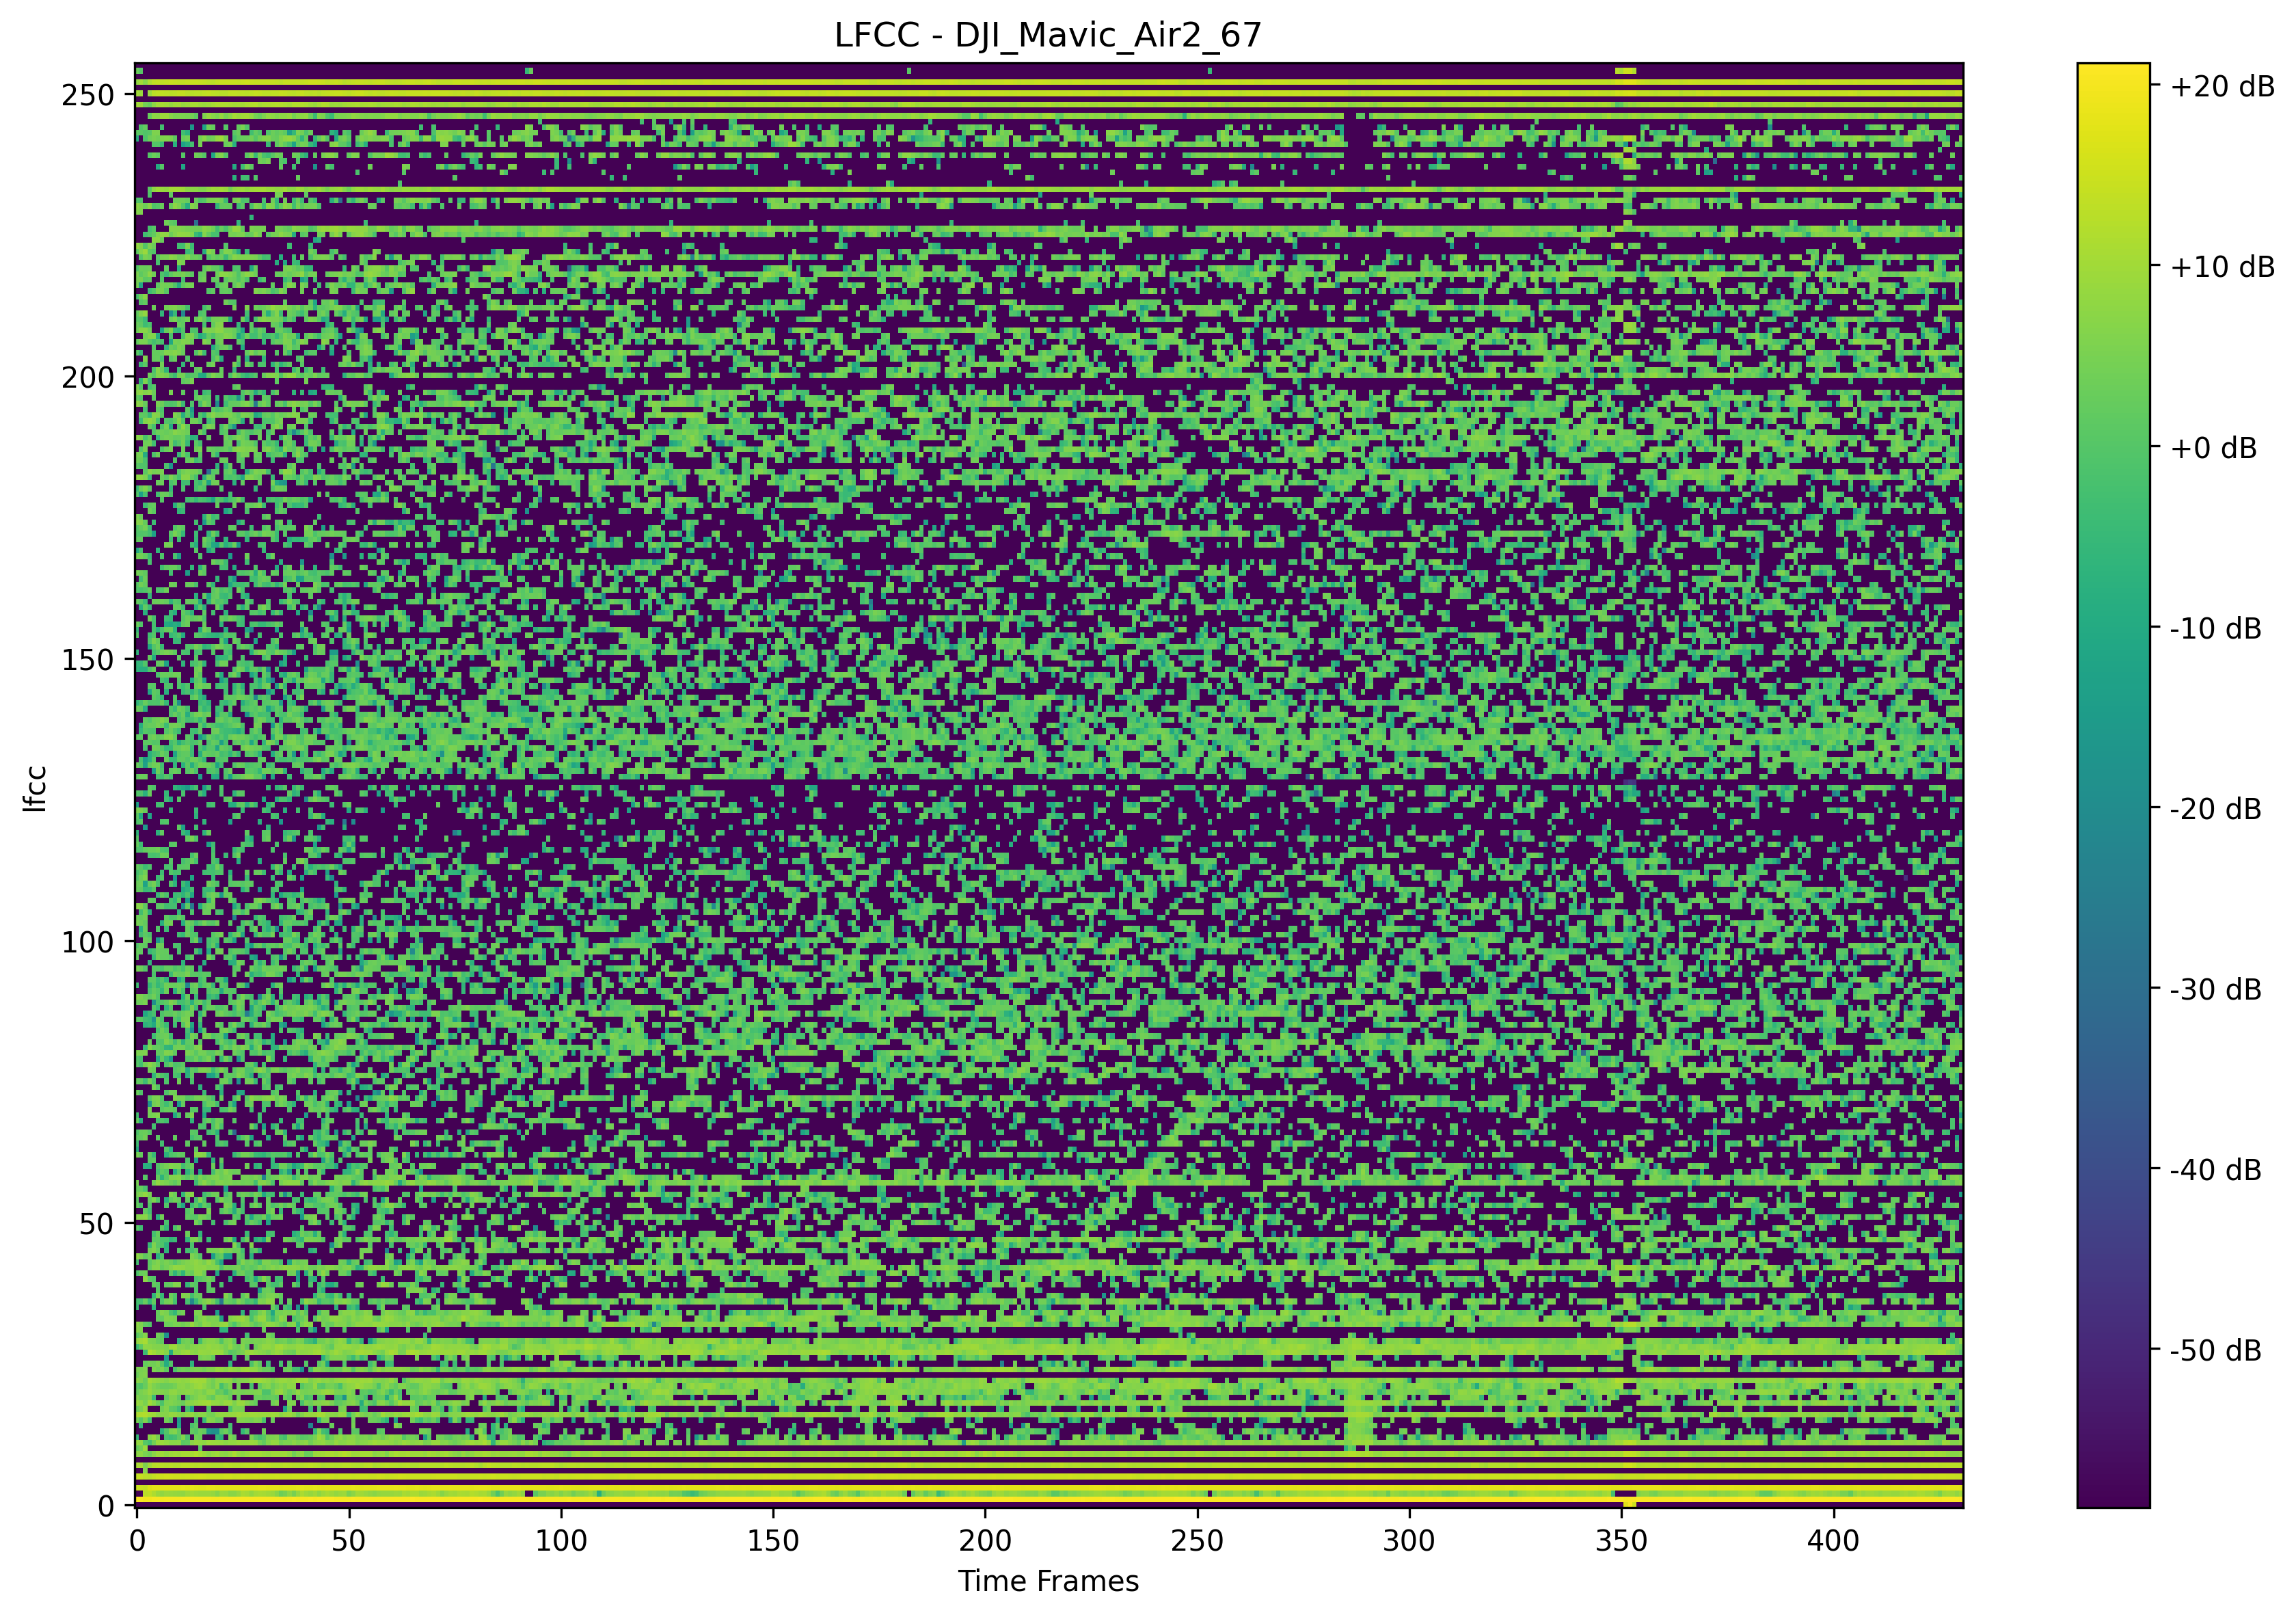 LFCC - DJI_Mavic_Air2_67
250
200
150
100
50
0
lfcc
0 50 100 150 200 250 300 350 400
Time Frames
+20 dB
+10 dB
+0 dB
-10 dB
-20 dB
-30 dB
-40 dB
-50 dB